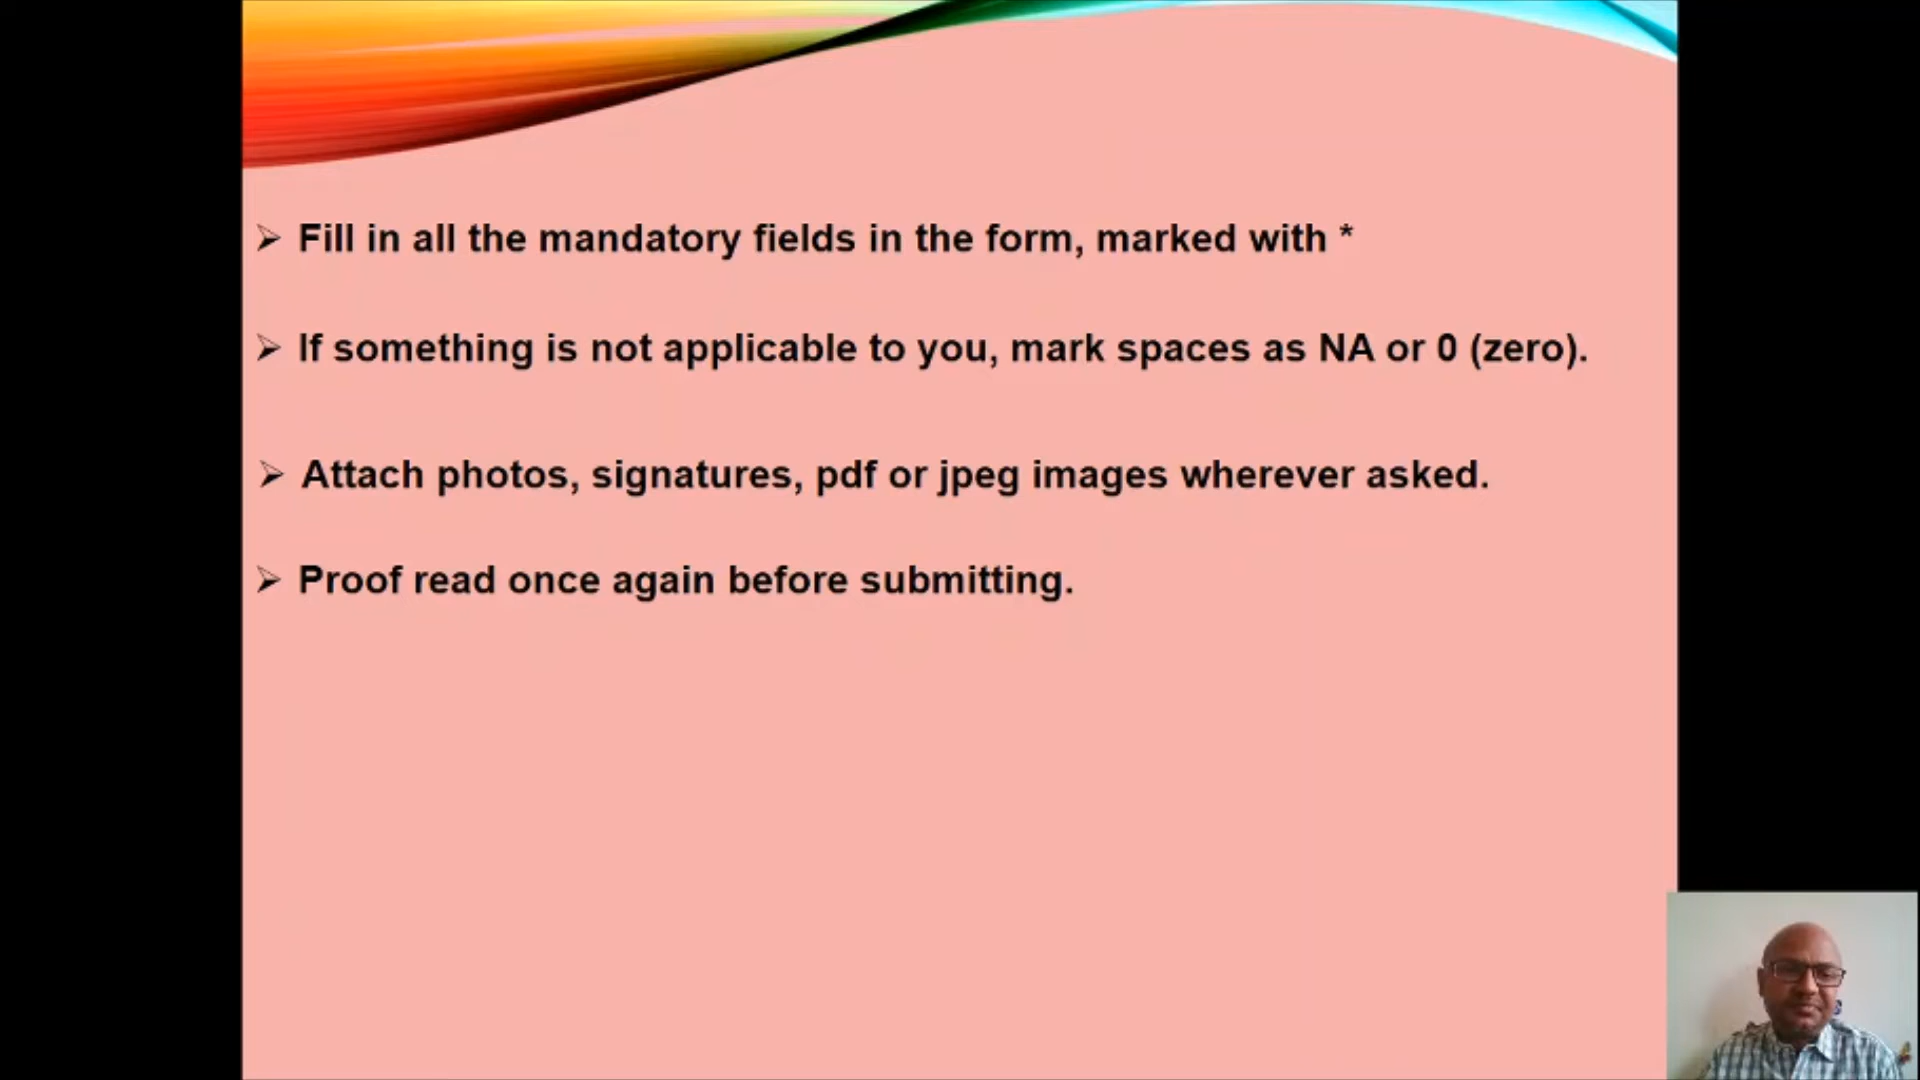 ➢ Fill in all the mandatory fields in the form, marked with *
➢ If something is not applicable to you, mark spaces as NA or 0 (zero).
➢ Attach photos, signatures, pdf or jpeg images wherever asked.
➢ Proof read once again before submitting.